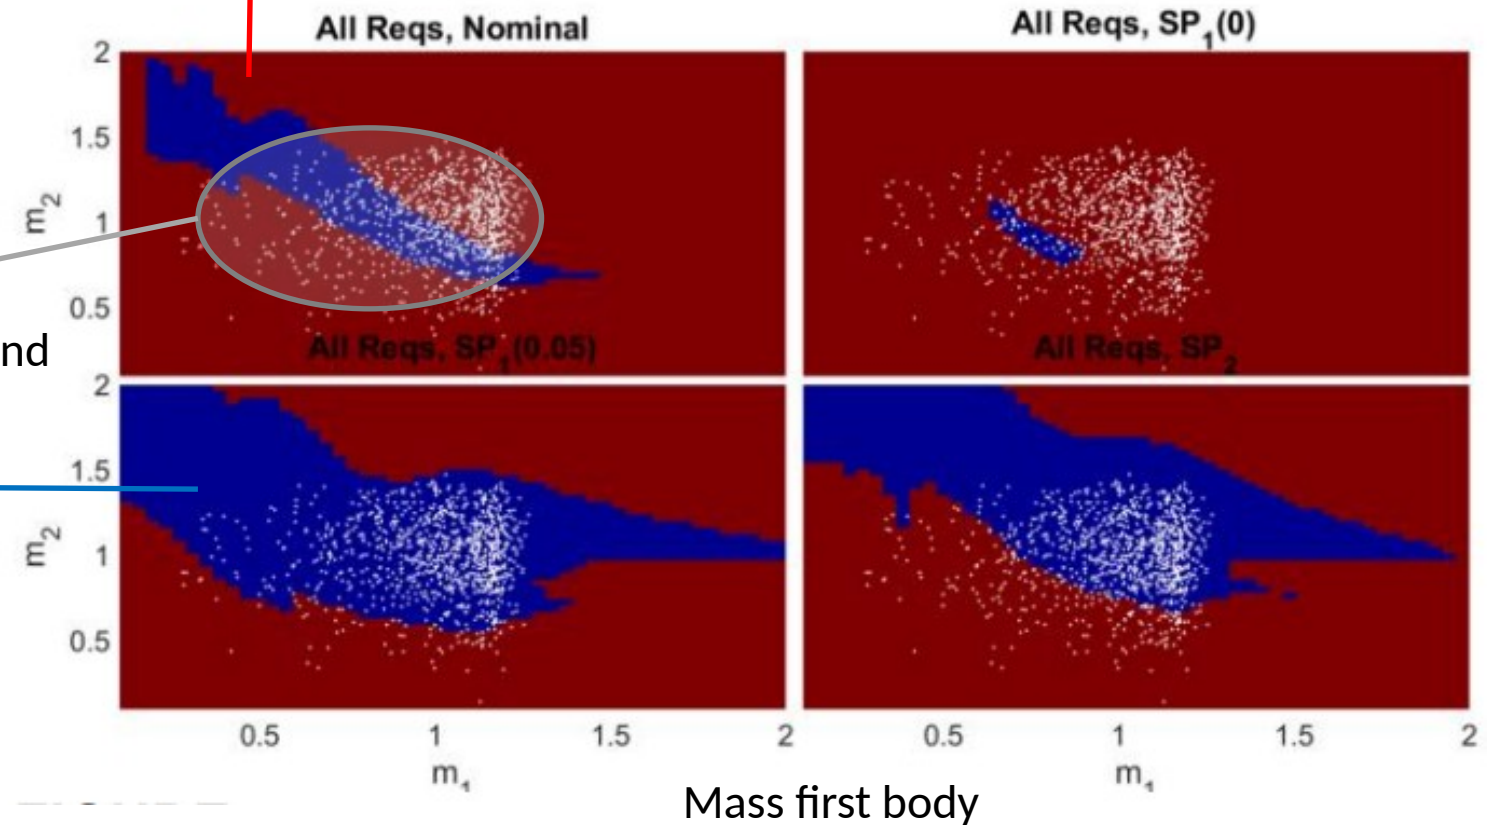 All Reqs, Nominal
All Reqs, SP1(0)
2
1.5
m2
1
0.5
nd
All Reqs, SP1(0.05)
All Reqs, SP2
2
1.5
m2
1
0.5
0.5 1 1.5 2
0.5 1 1.5 2
m1
m1
Mass first body